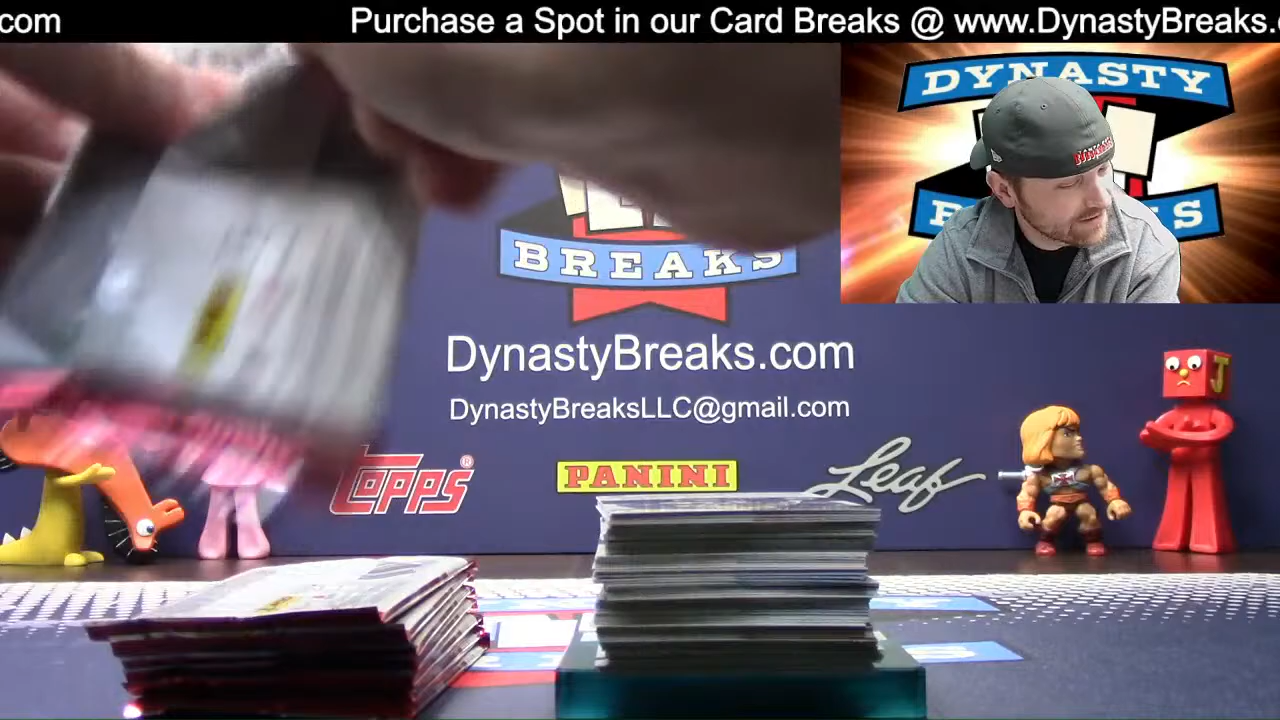 .com Purchase a Spot in our Card Breaks @ www.DynastyBreaks.
DYNASTY
BREAKS
DynastyBreaks.com
DynastyBreaksLLC@gmail.com
TOPPS®
PANINI
Leaf
J